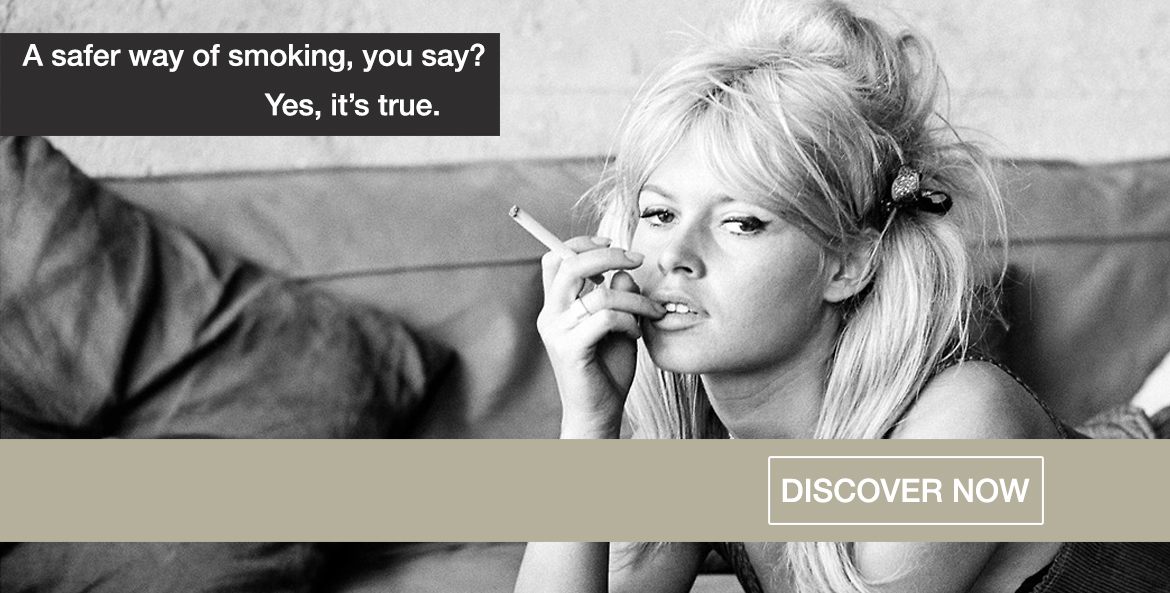 A safer way of smoking, you say?
Yes, it’s true.
DISCOVER NOW